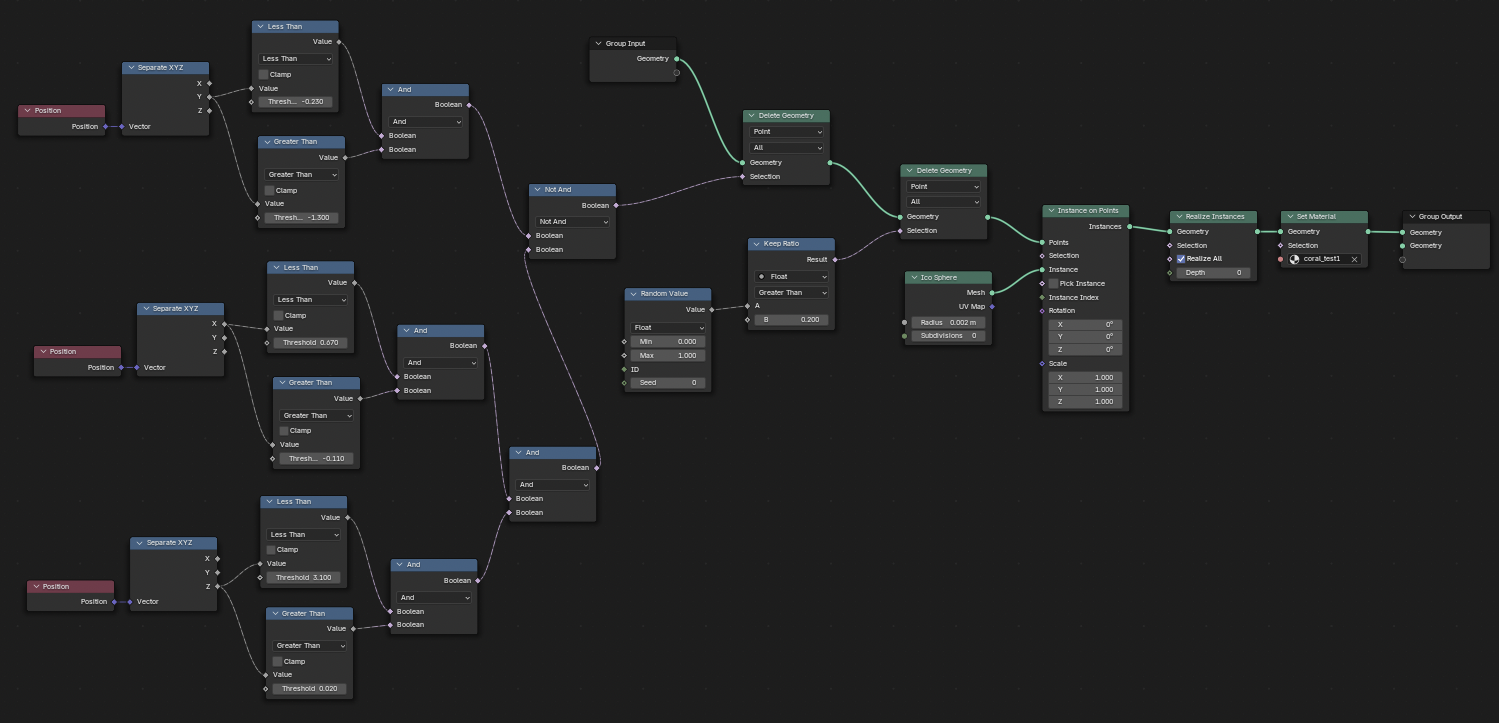 Position
Position
Separate XYZ
X
Y
Z
Vector
Less Than
Value
Less Than
Clamp
Value
Thresh... -0.230
Greater Than
Value
Greater Than
Clamp
Value
Thresh... -1.300
And
Boolean
And
Boolean
Boolean
Position
Position
Separate XYZ
X
Y
Z
Vector
Less Than
Value
Less Than
Clamp
Value
Threshold 0.670
Greater Than
Value
Greater Than
Clamp
Value
Thresh... -0.110
And
Boolean
And
Boolean
Boolean
Position
Position
Separate XYZ
X
Y
Z
Vector
Less Than
Value
Less Than
Clamp
Value
Threshold 3.100
Greater Than
Value
Greater Than
Clamp
Value
Threshold 0.020
And
Boolean
And
Boolean
Boolean
And
Boolean
And
Boolean
Boolean
Not And
Boolean
Not And
Boolean
Boolean
Group Input
Geometry
Delete Geometry
Point
All
Geometry
Selection
Random Value
Value
Float
Min 0.000
Max 1.000
ID
Seed 0
Keep Ratio
Result
Float
Greater Than
A
B 0.200
Delete Geometry
Point
All
Geometry
Selection
Ico Sphere
Mesh
UV Map
Radius 0.002 m
Subdivisions 0
Instance on Points
Instances
Points
Selection
Instance
Pick Instance
Instance Index
Rotation
X 0°
Y 0°
Z 0°
Scale
X 1.000
Y 1.000
Z 1.000
Realize Instances
Geometry
Selection
Realize All
Depth 0
Set Material
Geometry
Selection
coral_test1
Group Output
Geometry
Geometry